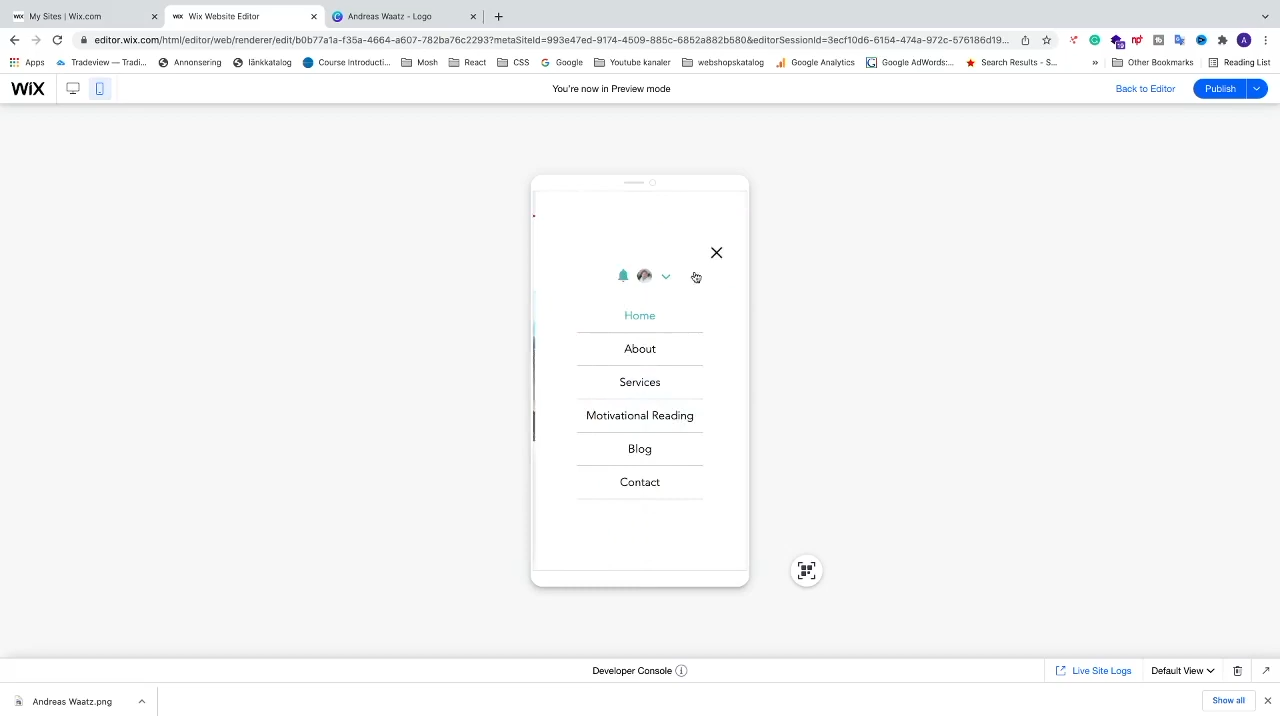 WiX My Sites | Wix.com
WiX Wix Website Editor
Andreas Waatz - Logo
editor.wix.com/html/editor/web/renderer/edit/b0b77a1a-f35a-4664-a607-782ba76c2293?metaSiteId=993e47ed-9174-4509-885c-6852a882b580&editorSessionId=3ecf10d6-6154-474a-972c-576186d19...
Apps
Tradeview – Tradi...
Annonsering
länkkatalog
Course Introducti...
Mosh
React
CSS
Google
Youtube kanaler
webshopskatalog
Google Analytics
Google AdWords:...
Search Results - S...
»
Other Bookmarks
Reading List
WiX
You're now in Preview mode
Back to Editor
Publish
Home
About
Services
Motivational Reading
Blog
Contact
Developer Console
Live Site Logs
Default View
Andreas Waatz.png
Show all